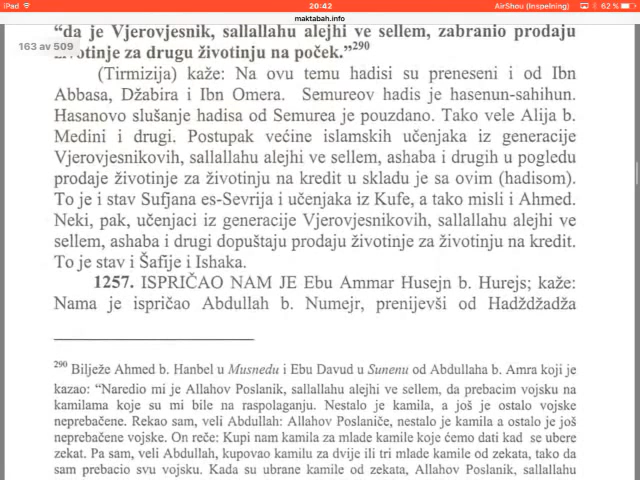 iPad 20:42 AirShou (Inspelning) 62 %
maktabah.info
"da je Vjerovjesnik, sallallahu alejhi ve sellem, zabranio prodaju
163 av 509
životinje za drugu životinju na poček."290
(Tirmizija) kaže: Na ovu temu hadisi su preneseni i od Ibn
Abbasa, Džabira i Ibn Omera. Semureov hadis je hasenun-sahihun.
Hasanovo slušanje hadisa od Semurea je pouzdano. Tako vele Alija b.
Medini i drugi. Postupak većine islamskih učenjaka iz generacije
Vjerovjesnikovih, sallallahu alejhi ve sellem, ashaba i drugih u pogledu
prodaje životinje za životinju na kredit u skladu je sa ovim (hadisom).
To je i stav Sufjana es-Sevrija i učenjaka iz Kufe, a tako misli i Ahmed.
Neki, pak, učenjaci iz generacije Vjerovjesnikovih, sallallahu alejhi ve
sellem, ashaba i drugi dopuštaju prodaju životinje za životinju na kredit.
To je stav i Šafije i Ishaka.
1257. ISPRIČAO NAM JE Ebu Ammar Husejn b. Hurejs; kaže:
Nama je ispričao Abdullah b. Numejr, prenijevši od Hadždžadža
290 Bilježe Ahmed b. Hanbel u Musnedu i Ebu Davud u Sunenu od Abdullaha b. Amra koji je
kazao: "Naredio mi je Allahov Poslanik, sallallahu alejhi ve sellem, da prebacim vojsku na
kamilama koje su mi bile na raspolaganju. Nestalo je kamila, a još je ostalo vojske
neprebačene. Rekao sam, veli Abdullah: Allahov Poslaniče, nestalo je kamila a ostalo je još
neprebačene vojske. On reče: Kupi nam kamila za mlade kamile koje ćemo dati kad se ubere
zekat. Pa sam, veli Abdullah, kupovao kamilu za dvije ili tri mlade kamile od zekata, tako da
sam prebacio svu vojsku. Kada su ubrane kamile od zekata, Allahov Poslanik, sallallahu